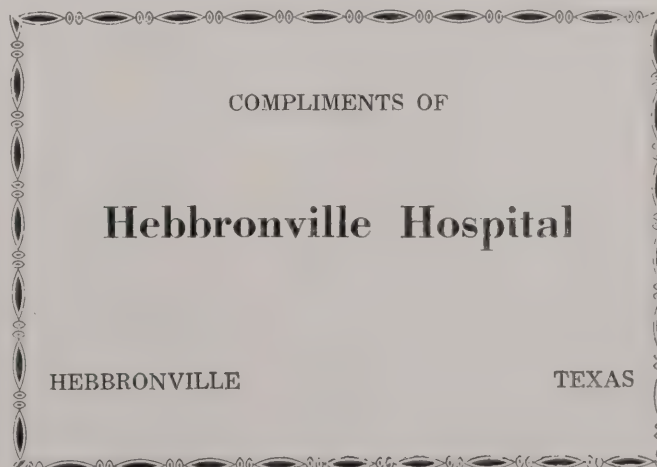 COMPLIMENTS OF
Hebbronville Hospital
HEBBRONVILLE TEXAS